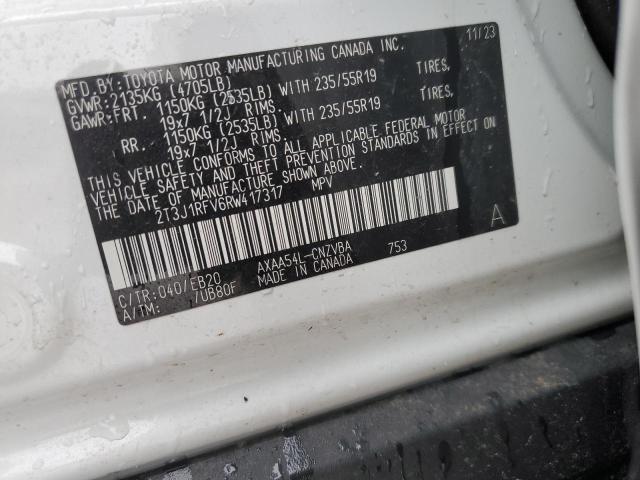 MFD.BY:TOYOTA MOTOR MANUFACTURING CANADA INC. 11/23
GVWR:2135KG (4705LB)
GAWR:FRT. 1150KG (2535LB) WITH 235/55R19 TIRES,
19x7 1/2J RIMS.
RR. 1150KG (2535LB) WITH 235/55R19 TIRES,
19x7 1/2J RIMS.
THIS VEHICLE CONFORMS TO ALL APPLICABLE FEDERAL MOTOR
VEHICLE SAFETY AND THEFT PREVENTION STANDARDS IN EFFECT ON
THE DATE OF MANUFACTURE SHOWN ABOVE.
2T3J1RFV6RW417317 MPV
A
C/TR:040/EB20 AXAA54L-CNZVBA 753
A/TM: /UB80F MADE IN CANADA